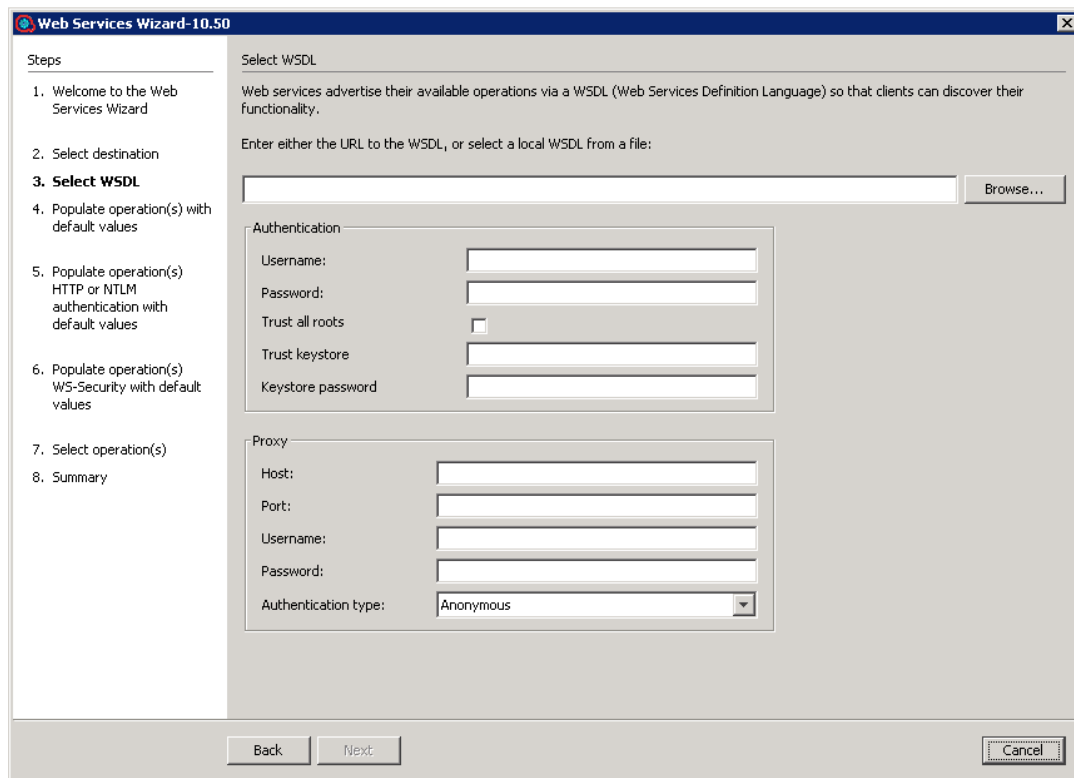 Web Services Wizard-10.50
Steps
1. Welcome to the Web
Services Wizard
2. Select destination
3. Select WSDL
4. Populate operation(s) with
default values
5. Populate operation(s)
HTTP or NTLM
authentication with
default values
6. Populate operation(s)
WS-Security with default
values
7. Select operation(s)
8. Summary
Select WSDL
Web services advertise their available operations via a WSDL (Web Services Definition Language) so that clients can discover their
functionality.
Enter either the URL to the WSDL, or select a local WSDL from a file:
Browse...
Authentication
Username:
Password:
Trust all roots
Trust keystore
Keystore password
Proxy
Host:
Port:
Username:
Password:
Authentication type: Anonymous
Back Next Cancel